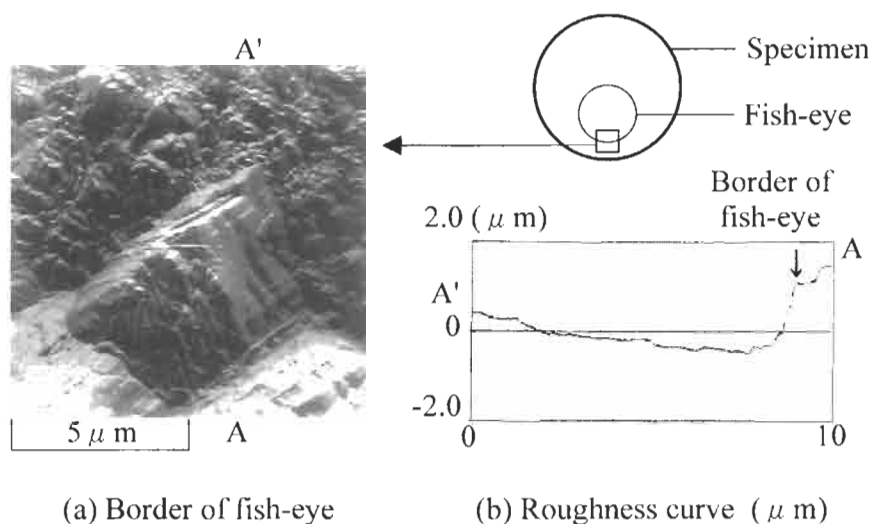 A'
Specimen
Fish-eye
Border of
fish-eye
2.0 ( μ m)
A
A'
0
-2.0
0
10
5 μ m
A
(a) Border of fish-eye
(b) Roughness curve ( μ m)